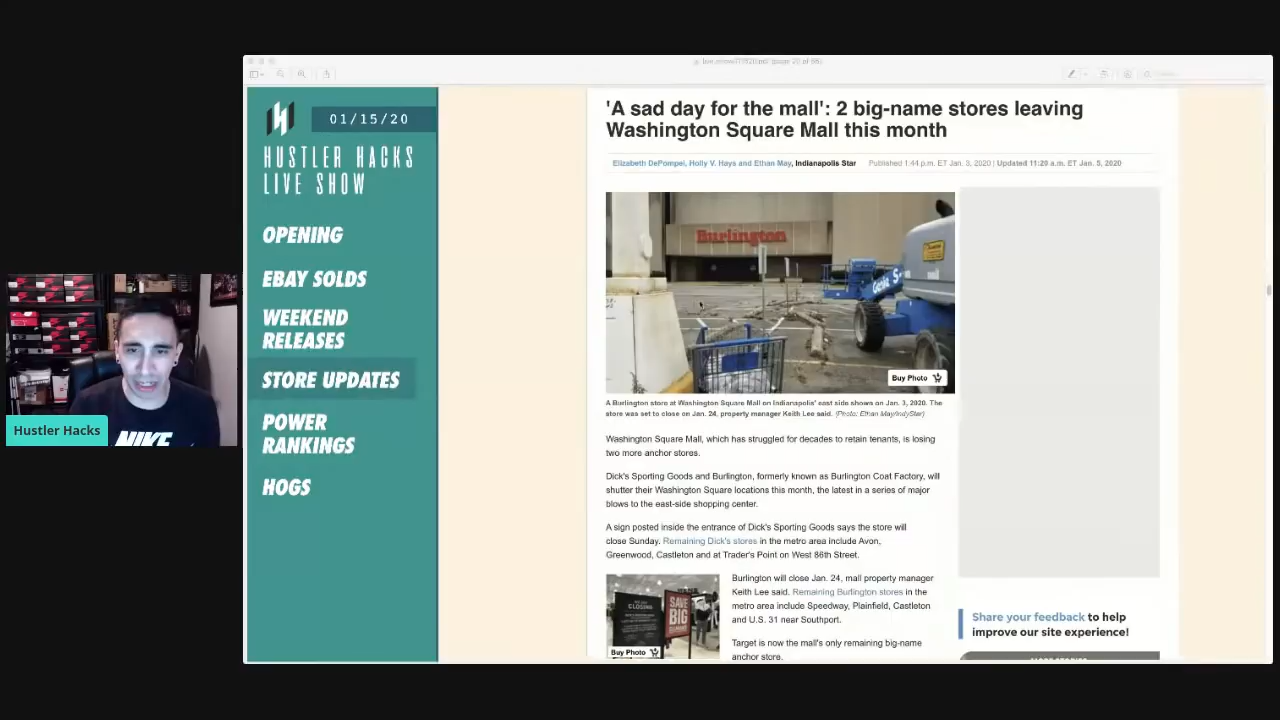 01/15/20
HUSTLER HACKS
LIVE SHOW
OPENING
EBAY SOLDS
WEEKEND
RELEASES
STORE UPDATES
POWER
RANKINGS
HOGS
Hustler Hacks
NIKE
'A sad day for the mall': 2 big-name stores leaving
Washington Square Mall this month
Elizabeth DePompei, Holly V. Hays and Ethan May, Indianapolis Star Published 1:44 p.m. ET Jan. 3, 2020 | Updated 11:20 a.m. ET Jan. 5, 2020
Burlington
Genie
Buy Photo
A Burlington store at Washington Square Mall on Indianapolis' east side shown on Jan. 3, 2020. The
store was set to close on Jan. 24, property manager Keith Lee said. (Photo: Ethan May/IndyStar)
Washington Square Mall, which has struggled for decades to retain tenants, is losing
two more anchor stores.
Dick's Sporting Goods and Burlington, formerly known as Burlington Coat Factory, will
shutter their Washington Square locations this month, the latest in a series of major
blows to the east-side shopping center.
A sign posted inside the entrance of Dick's Sporting Goods says the store will
close Sunday. Remaining Dick's stores in the metro area include Avon,
Greenwood, Castleton and at Trader's Point on West 86th Street.
CLOSING
SAVE
BIG
Buy Photo
Burlington will close Jan. 24, mall property manager
Keith Lee said. Remaining Burlington stores in the
metro area include Speedway, Plainfield, Castleton
and U.S. 31 near Southport.
Target is now the mall's only remaining big-name
anchor store.
Share your feedback to help
improve our site experience!